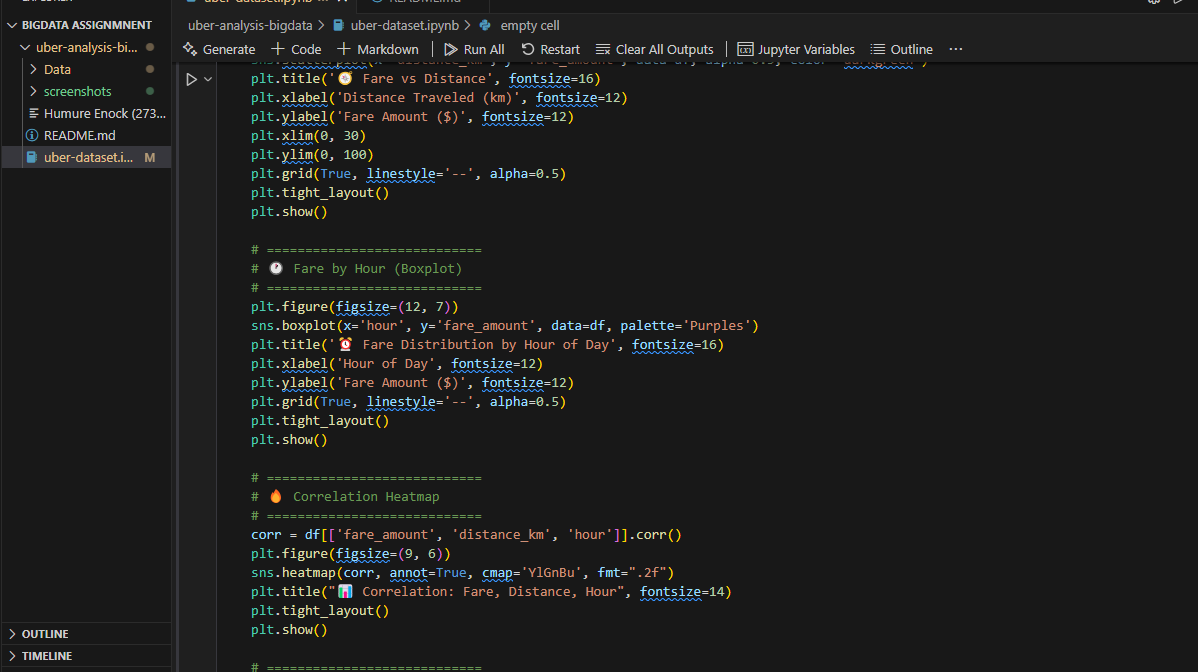 BIGDATA ASSIGNMNENT
uber-analysis-bi...
Data
screenshots
Humure Enock (273...
README.md
uber-dataset.i... M
OUTLINE
TIMELINE
uber-analysis-bigdata > uber-dataset.ipynb > empty cell
Generate + Code + Markdown | Run All Restart Clear All Outputs | Jupyter Variables Outline ...
plt.title('🧭 Fare vs Distance', fontsize=16)
plt.xlabel('Distance Traveled (km)', fontsize=12)
plt.ylabel('Fare Amount ($)', fontsize=12)
plt.xlim(0, 30)
plt.ylim(0, 100)
plt.grid(True, linestyle='--', alpha=0.5)
plt.tight_layout()
plt.show()
# ============================
# 🕐 Fare by Hour (Boxplot)
# ============================
plt.figure(figsize=(12, 7))
sns.boxplot(x='hour', y='fare_amount', data=df, palette='Purples')
plt.title('⏰ Fare Distribution by Hour of Day', fontsize=16)
plt.xlabel('Hour of Day', fontsize=12)
plt.ylabel('Fare Amount ($)', fontsize=12)
plt.grid(True, linestyle='--', alpha=0.5)
plt.tight_layout()
plt.show()
# ============================
# 🔥 Correlation Heatmap
# ============================
corr = df[['fare_amount', 'distance_km', 'hour']].corr()
plt.figure(figsize=(9, 6))
sns.heatmap(corr, annot=True, cmap='YlGnBu', fmt=".2f")
plt.title("📊 Correlation: Fare, Distance, Hour", fontsize=14)
plt.tight_layout()
plt.show()
# ============================